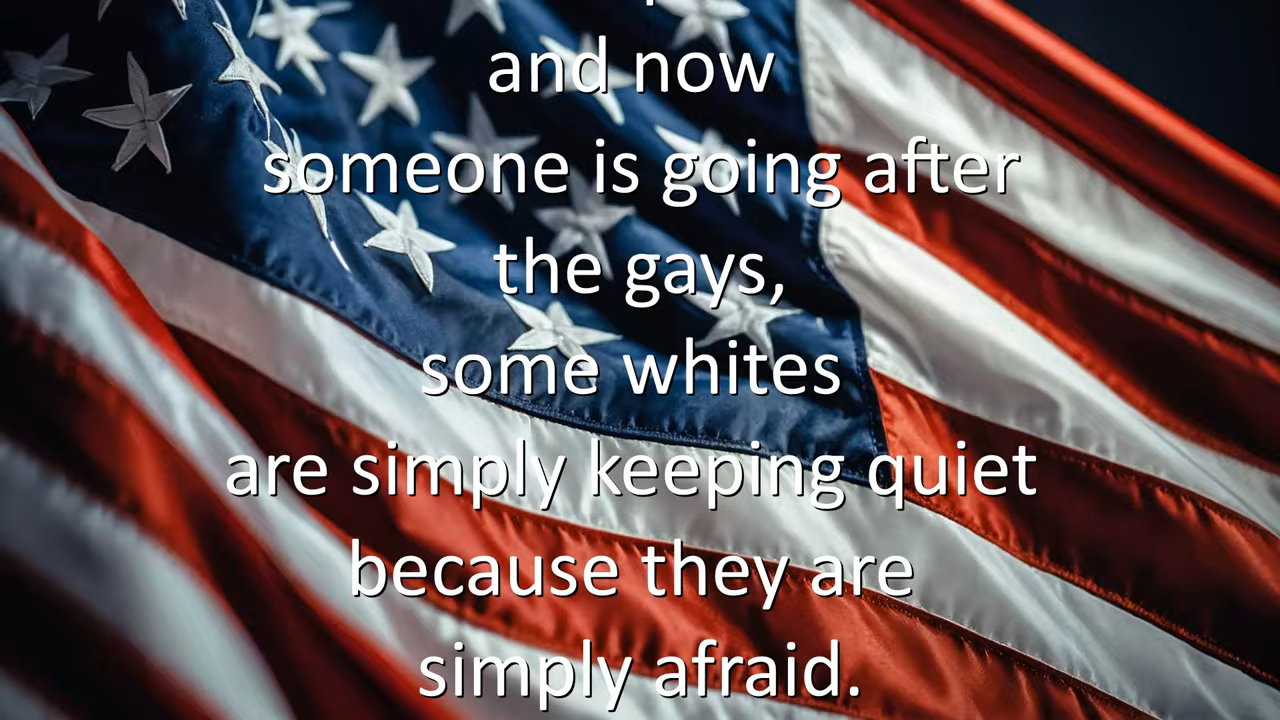 and now
someone is going after
the gays,
some whites
are simply keeping quiet
because they are
simply afraid.